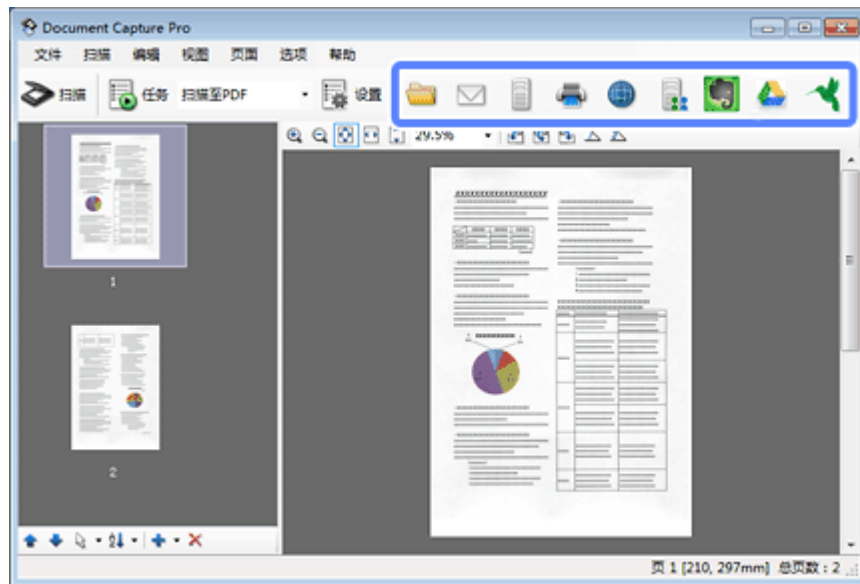 Document Capture Pro
文件 扫描 编辑 视图 页面 选项 帮助
扫描 任务 扫描至PDF 设置
29.5%
1
2
页 1 [210, 297mm] 总页数：2